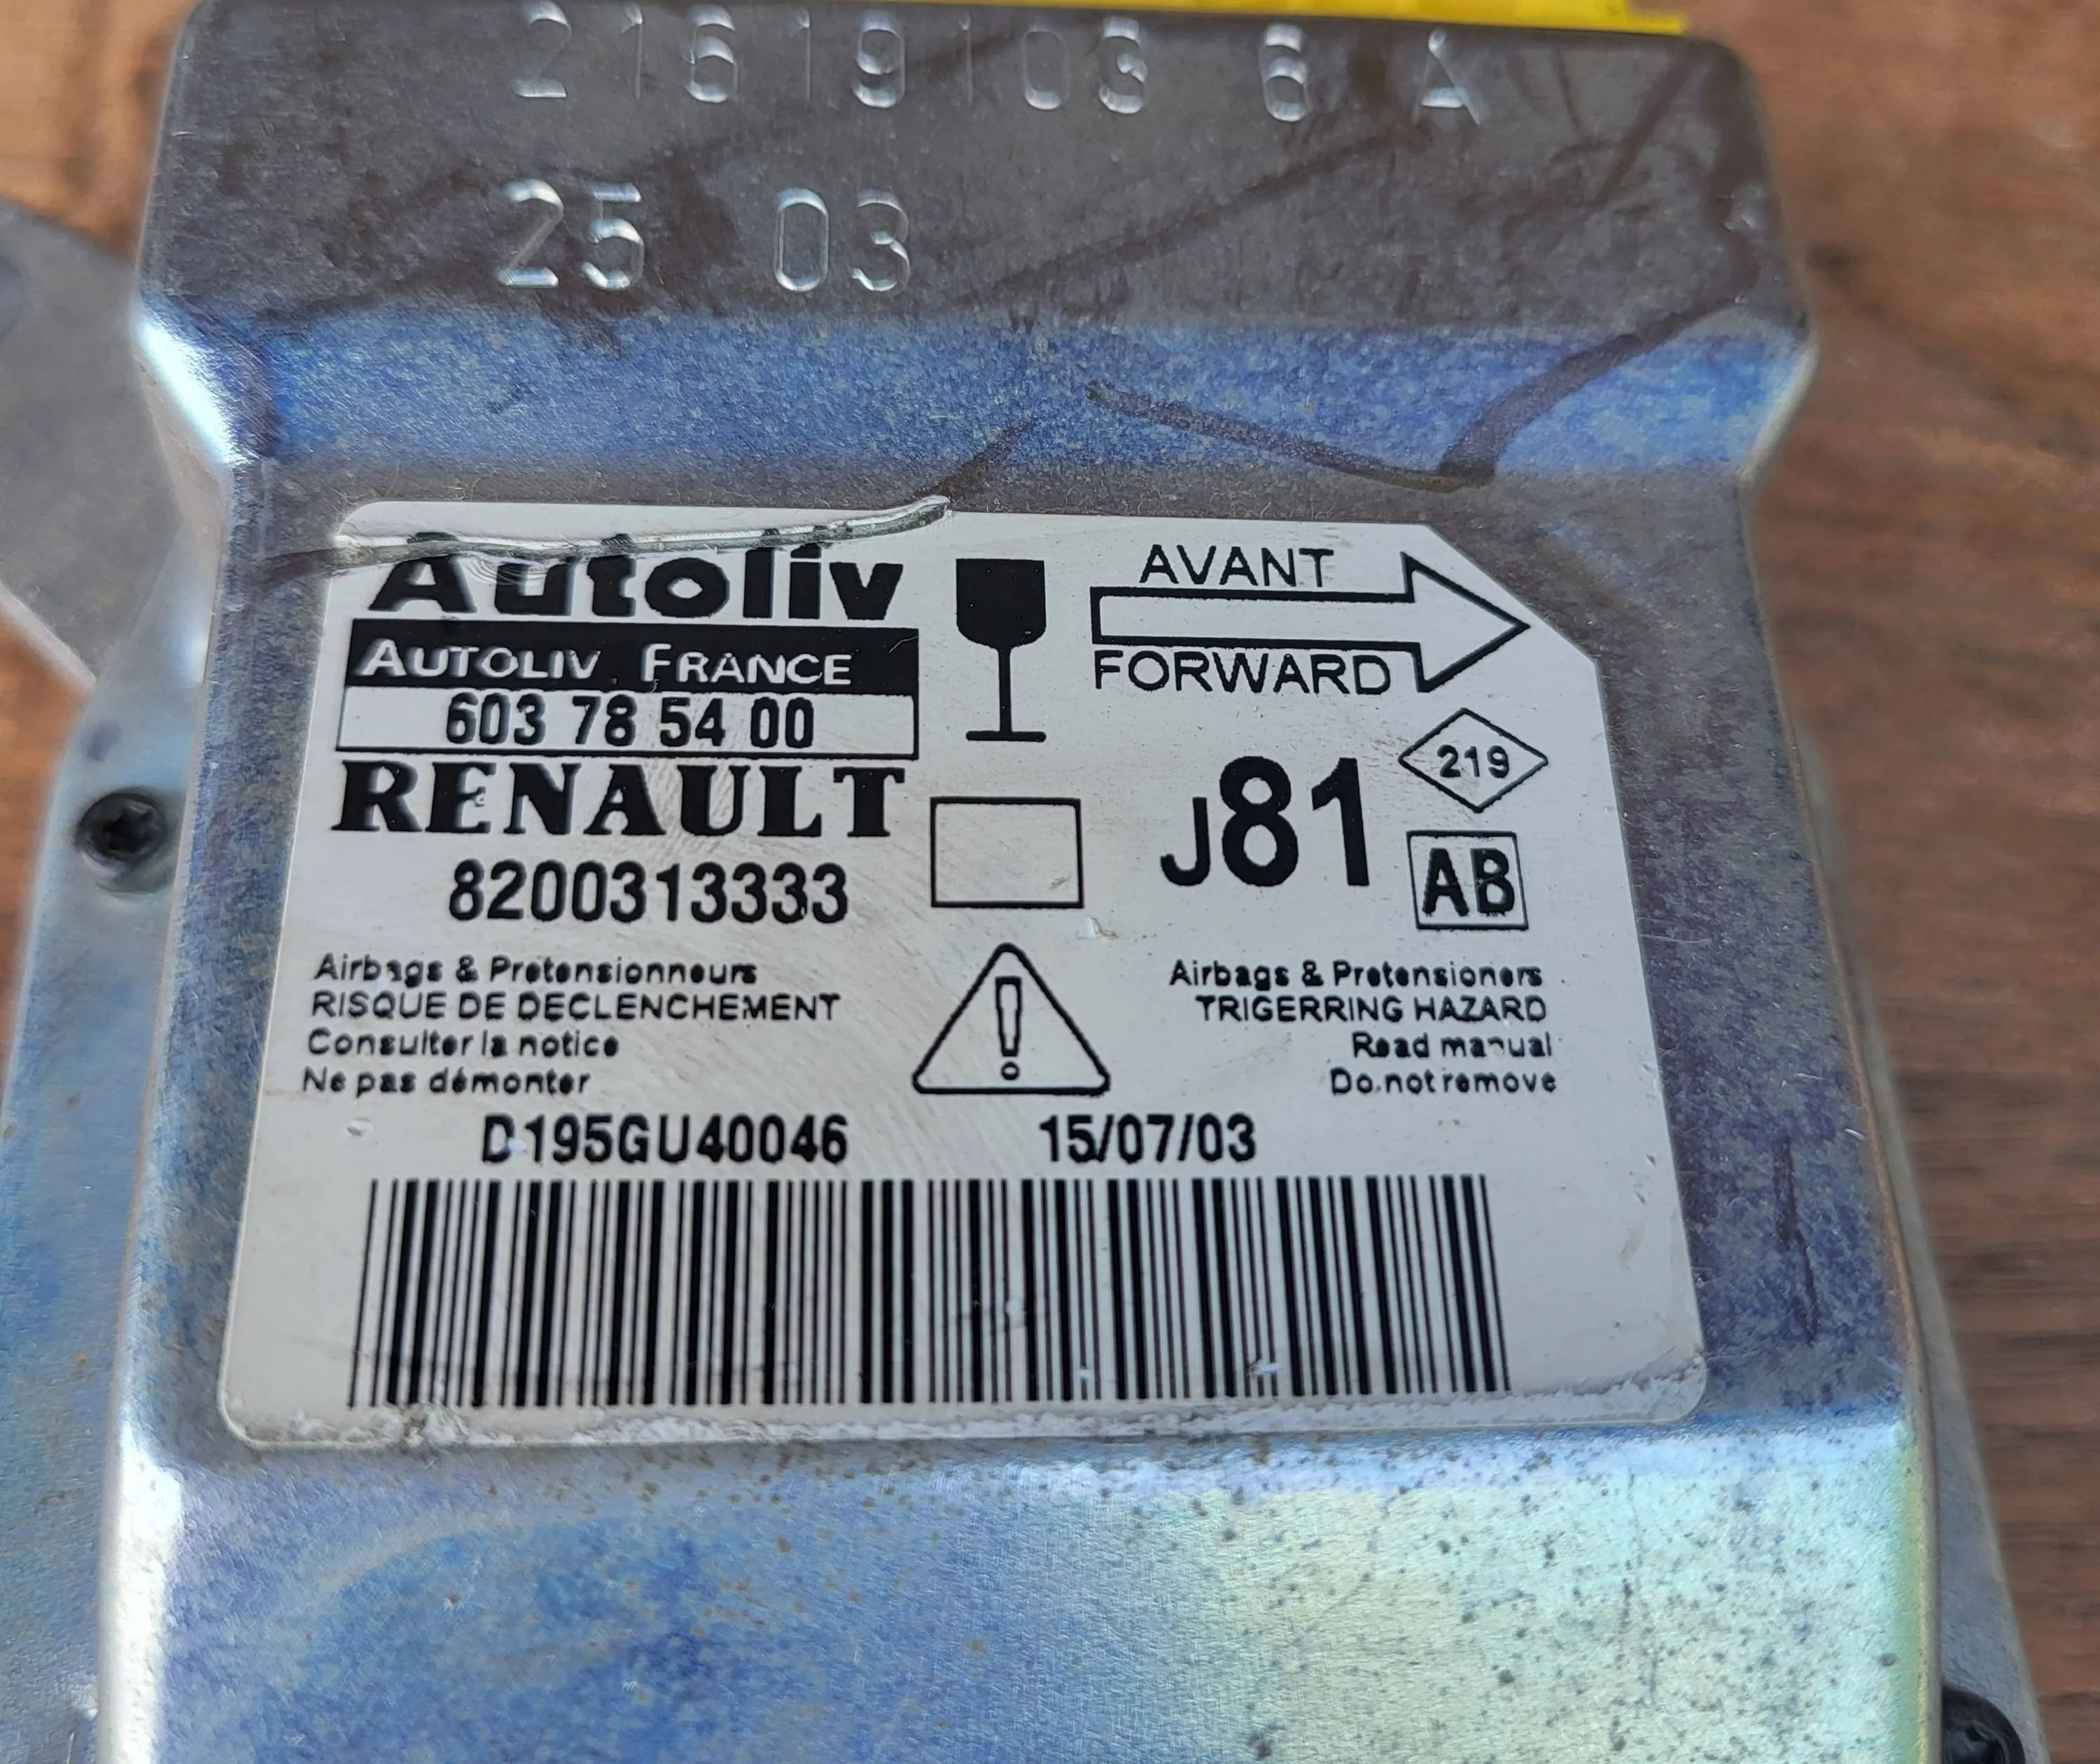 21619103 6 A
25 03
Autoliv
AUTOLIV FRANCE
603 78 54 00
RENAULT
8200313333
AVANT
FORWARD
219
J81
AB
Airbags & Pretensionneurs
RISQUE DE DECLENCHEMENT
Consulter la notice
Ne pas démonter
!
Airbags & Pretensioners
TRIGERRING HAZARD
Read manual
Do not remove
D195GU40046 15/07/03